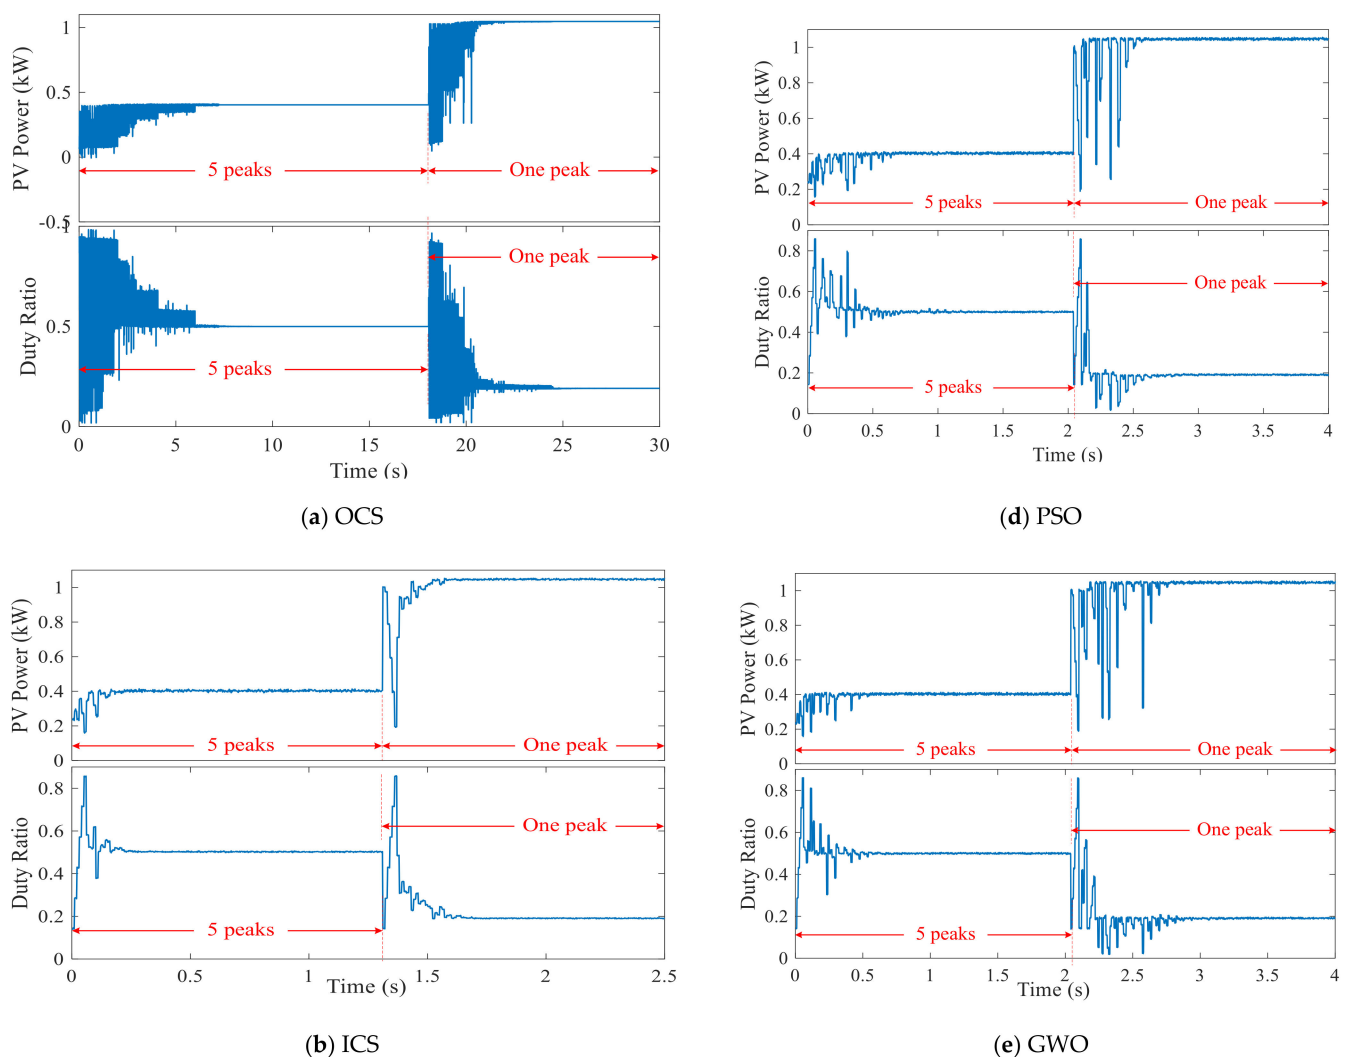 1
0.5
0
-0.5
PV Power (kW)
5 peaks
One peak
1
0.5
0
Duty Ratio
One peak
5 peaks
0 5 10 15 20 25 30
Time (s)
(a) OCS
1
0.8
0.6
0.4
0.2
0
PV Power (kW)
5 peaks
One peak
0.8
0.6
0.4
0.2
0
Duty Ratio
One peak
5 peaks
0 0.5 1 1.5 2 2.5 3 3.5 4
Time (s)
(d) PSO
1
0.8
0.6
0.4
0.2
0
PV Power (kW)
5 peaks
One peak
0.8
0.6
0.4
0.2
0
Duty Ratio
One peak
5 peaks
0 0.5 1 1.5 2 2.5
Time (s)
(b) ICS
1
0.8
0.6
0.4
0.2
0
PV Power (kW)
5 peaks
One peak
0.8
0.6
0.4
0.2
0
Duty Ratio
One peak
5 peaks
0 0.5 1 1.5 2 2.5 3 3.5 4
Time (s)
(e) GWO